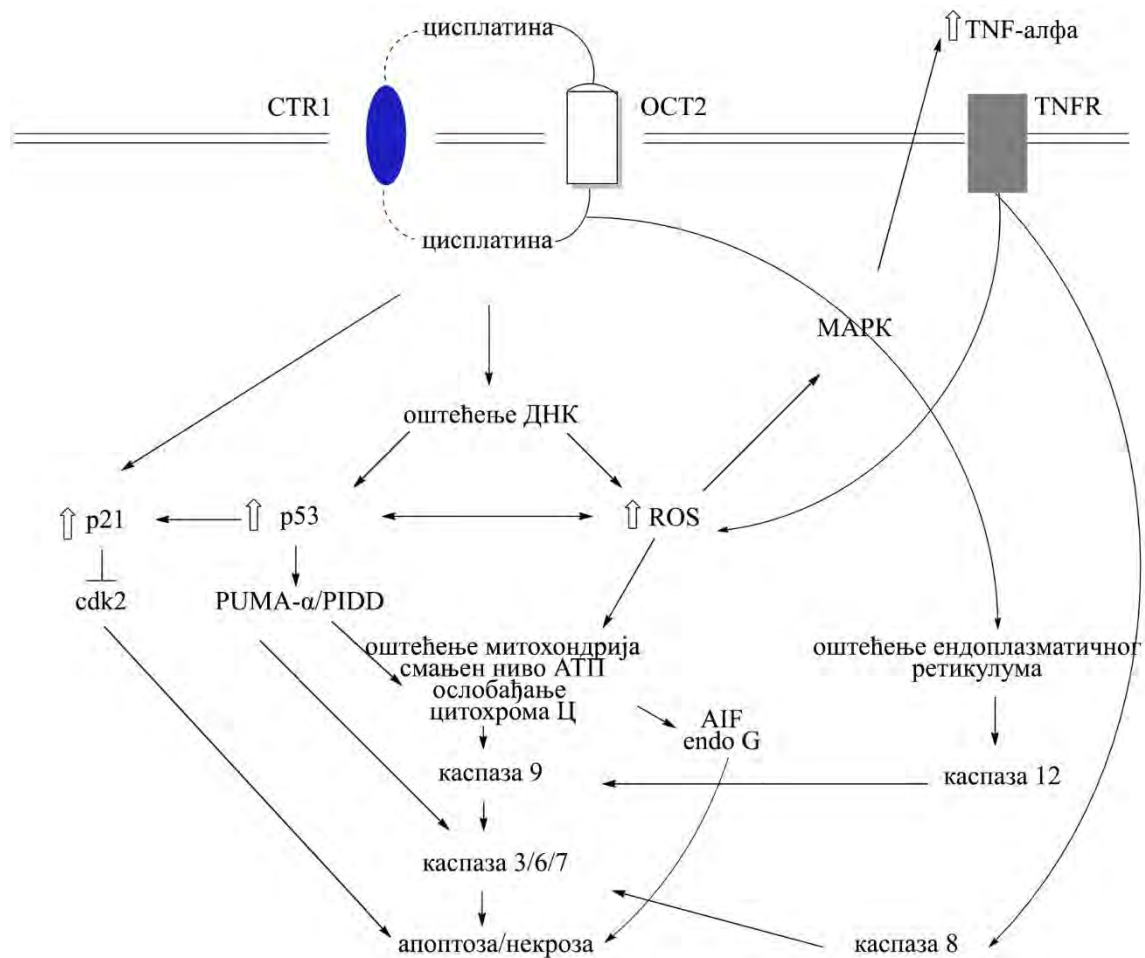 цисплатина
TNF-алфа
CTR1
OCT2
TNFR
цисплатина
МАРК
оштећење ДНК
p21
p53
ROS
cdk2
PUMA-α/PIDD
оштећење митохондрија
смањен ниво АТП
ослобађање
цитохрома Ц
оштећење ендоплазматичног
ретикулума
AIF
endo G
каспаза 9
каспаза 12
каспаза 3/6/7
апоптоза/некроза
каспаза 8